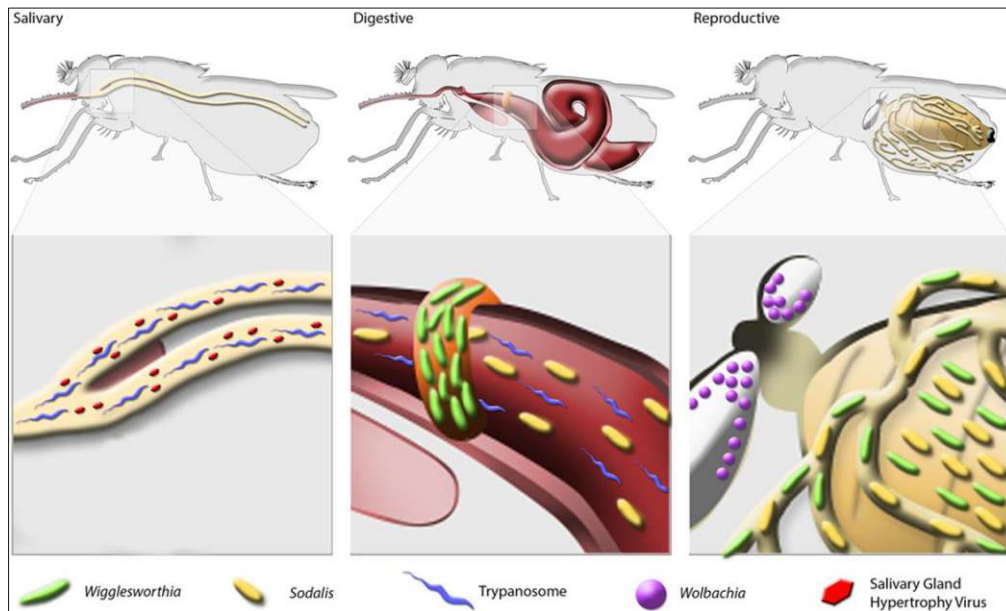 Salivary
Digestive
Reproductive
Wigglesworthia
Sodalis
Trypanosome
Wolbachia
Salivary Gland
Hypertrophy Virus